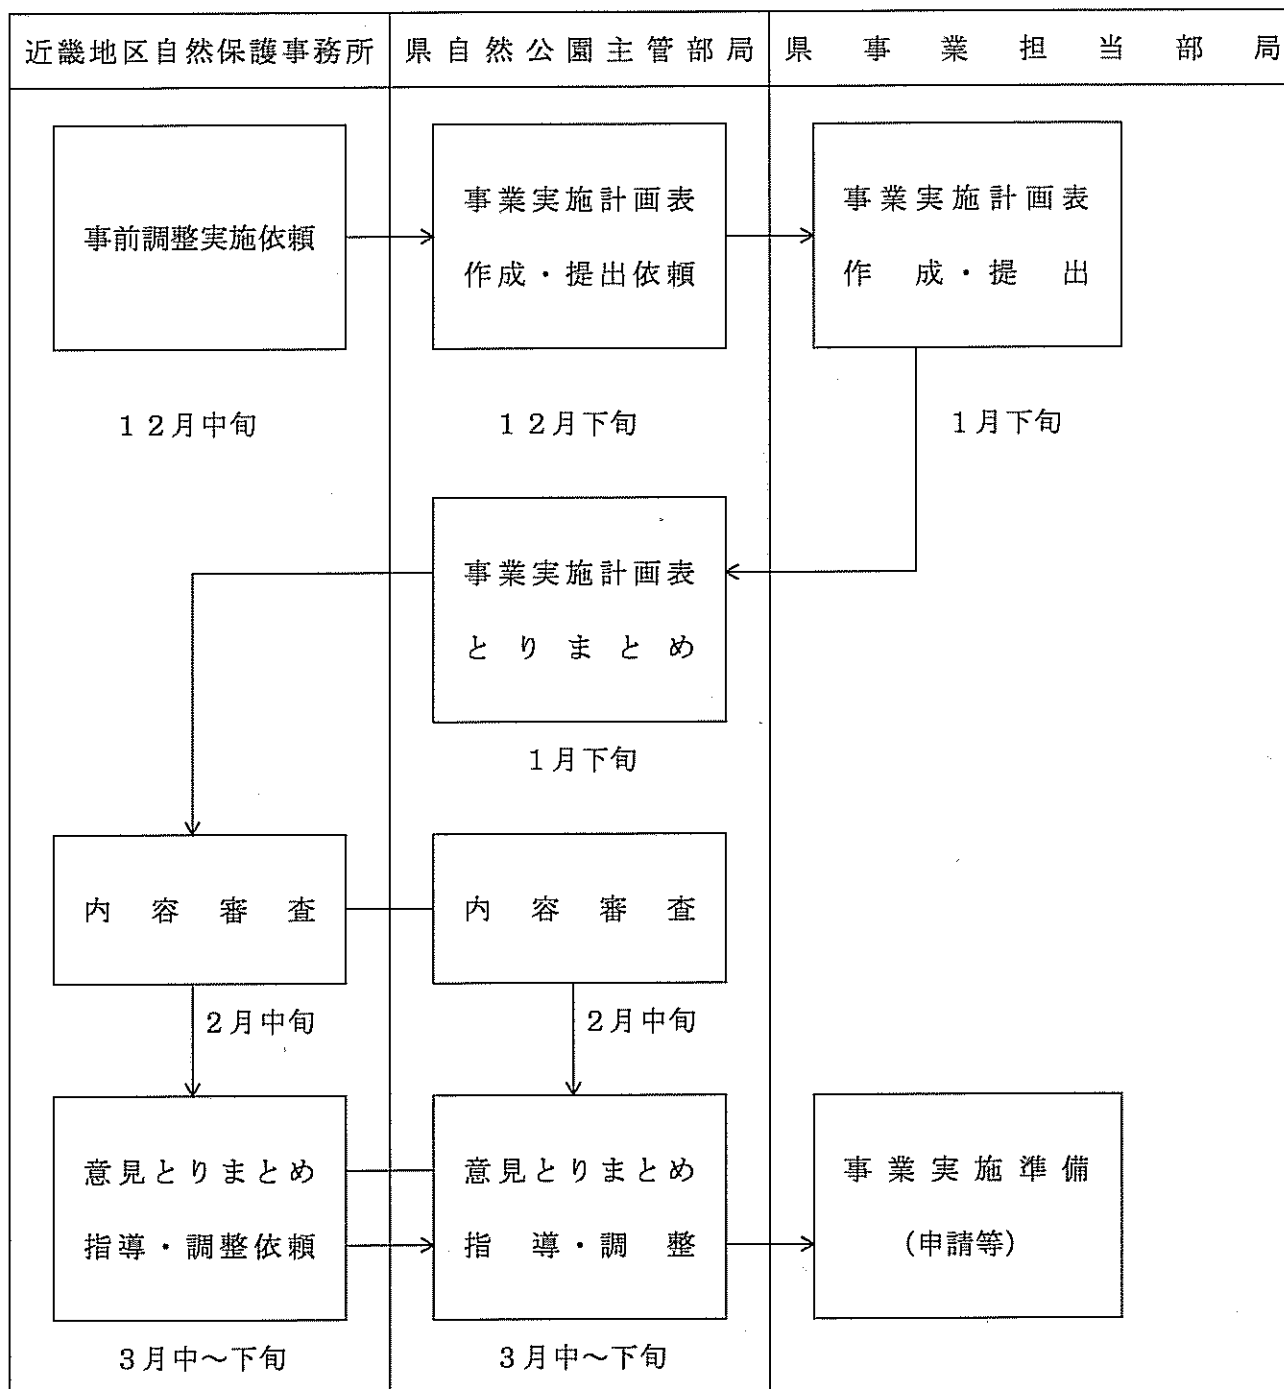 近畿地区自然保護事務所
県自然公園主管部局
県事業担当部局
事前調整実施依頼
事業実施計画表
作成・提出依頼
事業実施計画表
作成・提出
12月中旬
12月下旬
1月下旬
事業実施計画表
とりまとめ
1月下旬
内容審査
内容審査
2月中旬
2月中旬
意見とりまとめ
指導・調整依頼
意見とりまとめ
指導・調整
事業実施準備
(申請等)
3月中~下旬
3月中~下旬